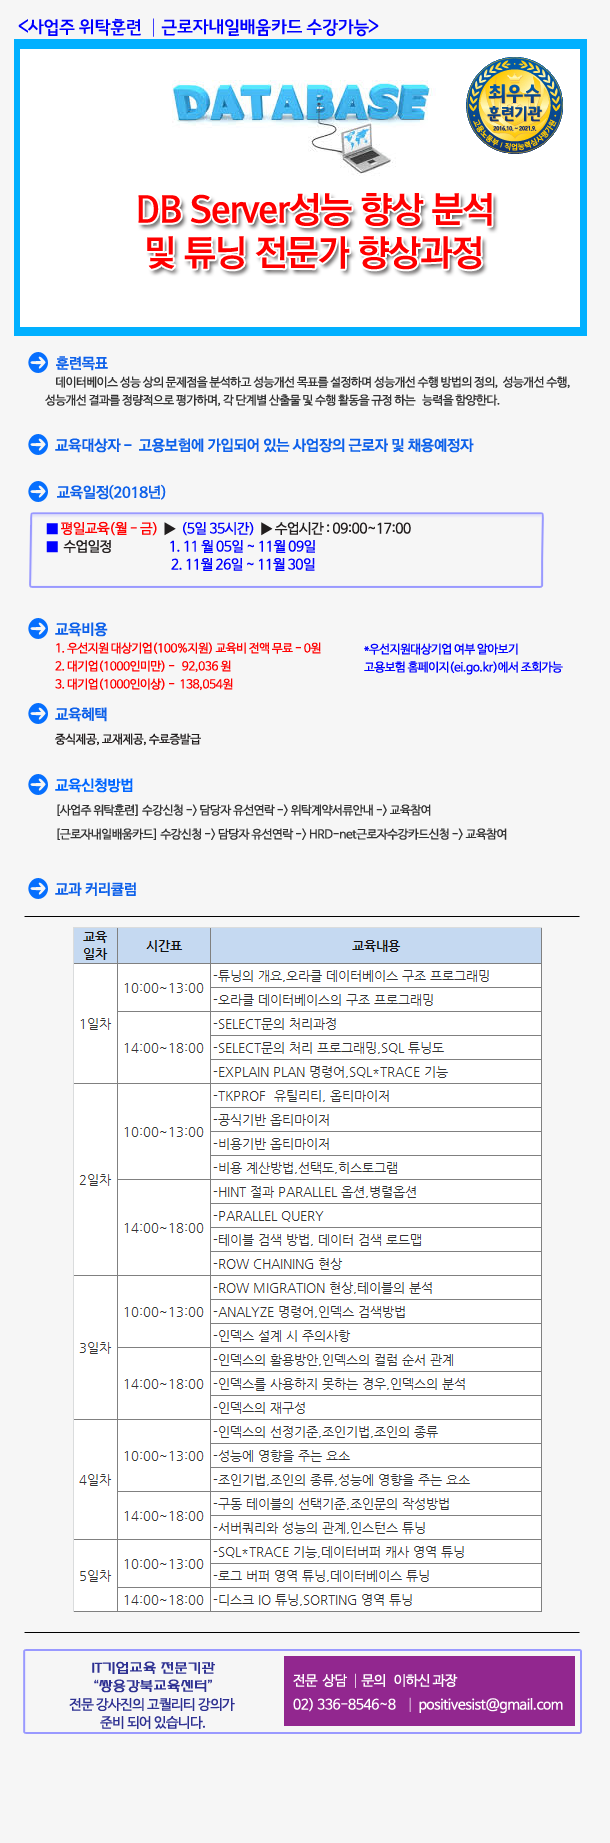 <사업주 위탁훈련 | 근로자내일배움카드 수강가능>
DATABASE
최우수
훈련기관
2016.10. ~ 2021.9.
고용노동부 | 직업능력심사평가원
DB Server성능 향상 분석
및 튜닝 전문가 향상과정
훈련목표
데이터베이스 성능 상의 문제점을 분석하고 성능개선 목표를 설정하며 성능개선 수행 방법의 정의, 성능개선 수행,
성능개선 결과를 정량적으로 평가하며, 각 단계별 산출물 및 수행 활동을 규정 하는 능력을 함양한다.
교육대상자 - 고용보험에 가입되어 있는 사업장의 근로자 및 채용예정자
교육일정(2018년)
■ 평일교육(월 - 금) ▶ (5일 35시간) ▶ 수업시간 : 09:00~17:00
■ 수업일정 1. 11 월 05일 ~ 11월 09일
2. 11월 26일 ~ 11월 30일
교육비용
1. 우선지원 대상기업(100%지원) 교육비 전액 무료 - 0원
2. 대기업(1000인미만) - 92,036 원
3. 대기업(1000인이상) - 138,054원
*우선지원대상기업 여부 알아보기
고용보험 홈페이지(ei.go.kr)에서 조회가능
교육혜택
중식제공, 교재제공, 수료증발급
교육신청방법
[사업주 위탁훈련] 수강신청 -> 담당자 유선연락 -> 위탁계약서류안내 -> 교육참여
[근로자내일배움카드] 수강신청 -> 담당자 유선연락 -> HRD-net근로자수강카드신청 -> 교육참여
교과 커리큘럼
교육
일차
시간표
교육내용
1일차
10:00~13:00
-튜닝의 개요,오라클 데이터베이스 구조 프로그래밍
-오라클 데이터베이스의 구조 프로그래밍
14:00~18:00
-SELECT문의 처리과정
-SELECT문의 처리 프로그래밍,SQL 튜닝도
-EXPLAIN PLAN 명령어,SQL*TRACE 기능
2일차
10:00~13:00
-TKPROF 유틸리티, 옵티마이저
-공식기반 옵티마이저
-비용기반 옵티마이저
-비용 계산방법,선택도,히스토그램
14:00~18:00
-HINT 절과 PARALLEL 옵션,병렬옵션
-PARALLEL QUERY
-테이블 검색 방법, 데이터 검색 로드맵
-ROW CHAINING 현상
3일차
10:00~13:00
-ROW MIGRATION 현상,테이블의 분석
-ANALYZE 명령어,인덱스 검색방법
-인덱스 설계 시 주의사항
14:00~18:00
-인덱스의 활용방안,인덱스의 컬럼 순서 관계
-인덱스를 사용하지 못하는 경우,인덱스의 분석
-인덱스의 재구성
4일차
10:00~13:00
-인덱스의 선정기준,조인기법,조인의 종류
-성능에 영향을 주는 요소
-조인기법,조인의 종류,성능에 영향을 주는 요소
14:00~18:00
-구동 테이블의 선택기준,조인문의 작성방법
-서버쿼리와 성능의 관계,인스턴스 튜닝
5일차
10:00~13:00
-SQL*TRACE 기능,데이터버퍼 캐사 영역 튜닝
-로그 버퍼 영역 튜닝,데이터베이스 튜닝
14:00~18:00
-디스크 IO 튜닝,SORTING 영역 튜닝
IT기업교육 전문기관
“쌍용강북교육센터”
전문 강사진의 고퀄리티 강의가
준비 되어 있습니다.
전문 상담 | 문의 이하신 과장
02) 336-8546~8 | positivesist@gmail.com